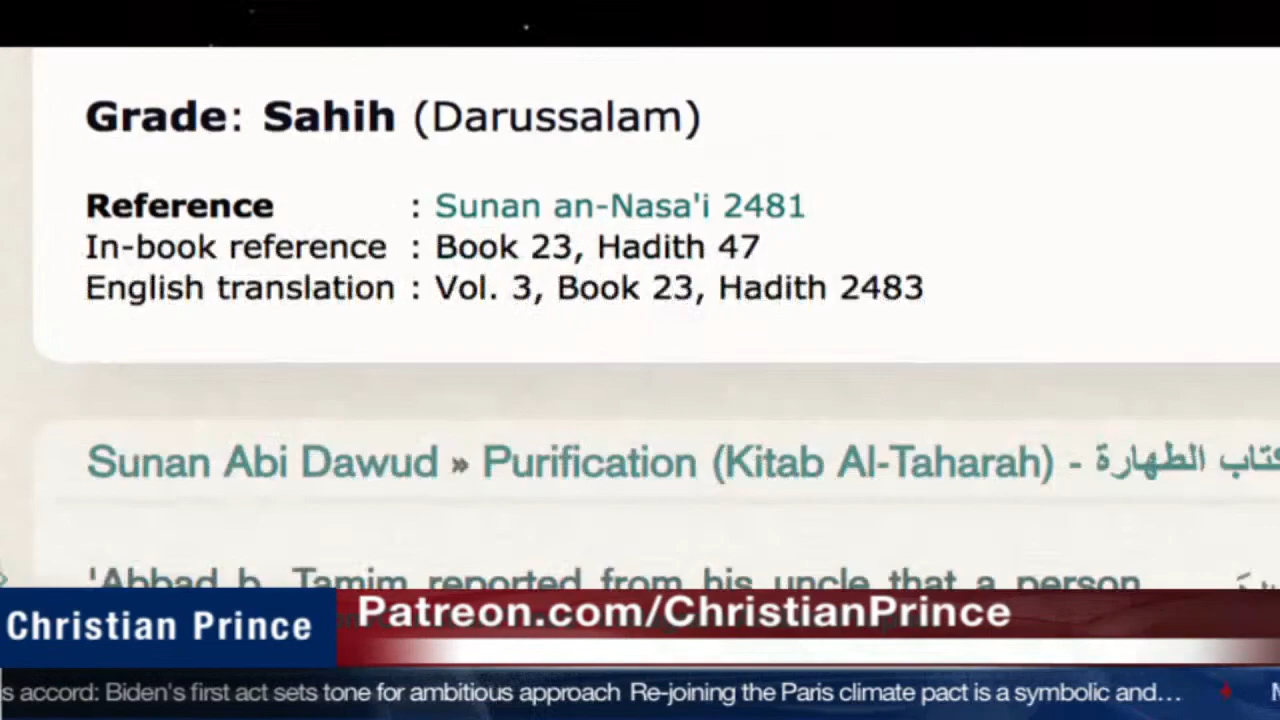 Grade: Sahih (Darussalam)
Reference : Sunan an-Nasa'i 2481
In-book reference : Book 23, Hadith 47
English translation : Vol. 3, Book 23, Hadith 2483
Sunan Abi Dawud » Purification (Kitab Al-Taharah) - كتاب الطهارة
'Abbad b. Tamim reported from his uncle that a person
Christian Prince
Patreon.com/ChristianPrince
s accord: Biden's first act sets tone for ambitious approach Re-joining the Paris climate pact is a symbolic and…